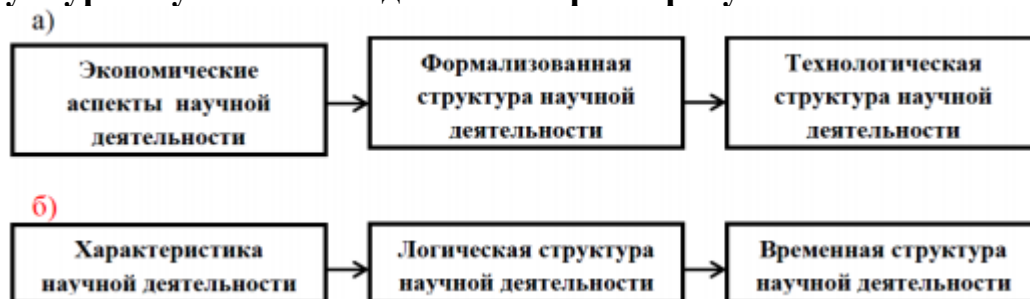 а)
Экономические
аспекты научной
деятельности
Формализованная
структура научной
деятельности
Технологическая
структура научной
деятельности
б)
Характеристика
научной деятельности
Логическая структура
научной деятельности
Временная структура
научной деятельности